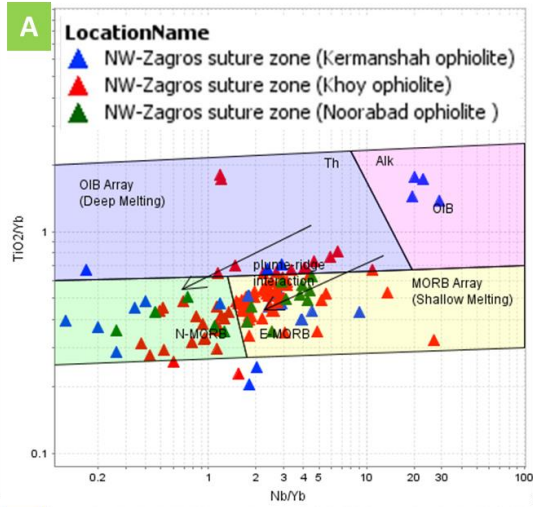 A
LocationName
NW-Zagros suture zone (Kermanshah ophiolite)
NW-Zagros suture zone (Khoy ophiolite)
NW-Zagros suture zone (Noorabad ophiolite )
Th
Alk
OIB Array
(Deep Melting)
OIB
TiO2/Yb
1
plume-ridge
interaction
MORB Array
(Shallow Melting)
N-MORB
E-MORB
0.1
0.2
1
2
3
4
5
10
20
30
100
Nb/Yb